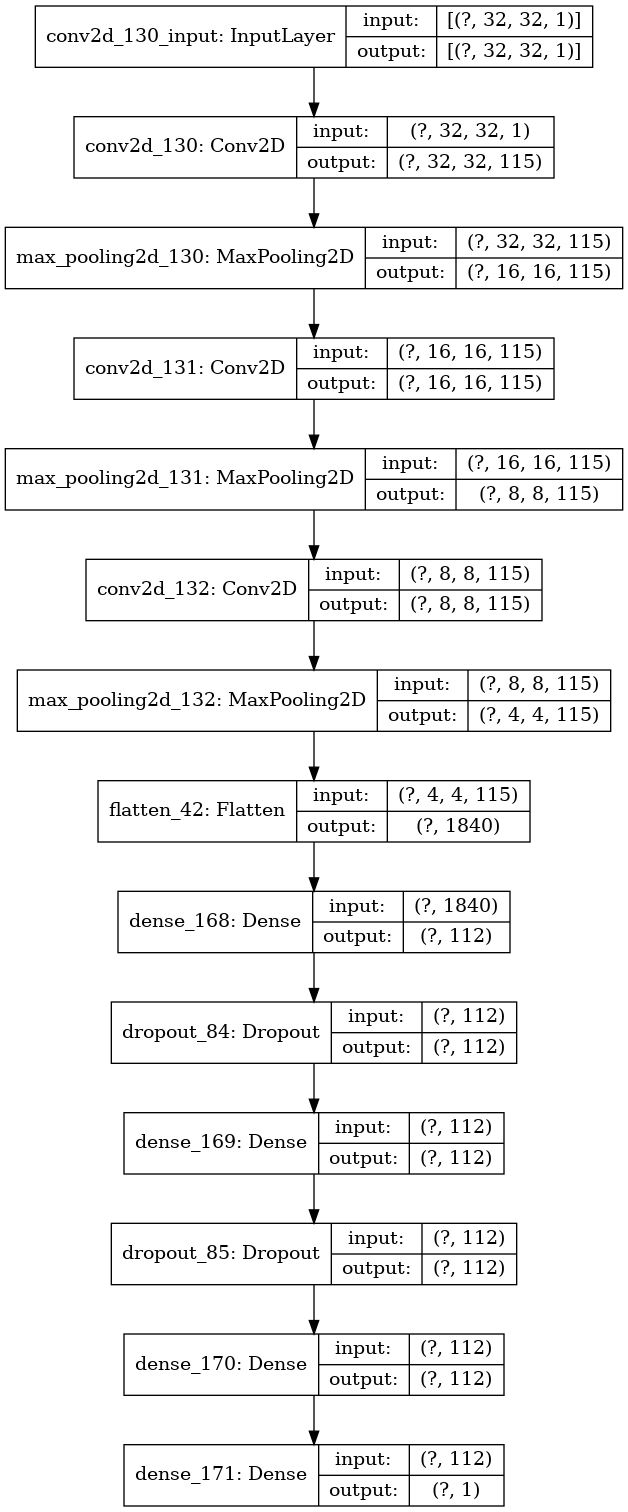 conv2d_130_input: InputLayer
input: [(?, 32, 32, 1)]
output: [(?, 32, 32, 1)]
conv2d_130: Conv2D
input: (?, 32, 32, 1)
output: (?, 32, 32, 115)
max_pooling2d_130: MaxPooling2D
input: (?, 32, 32, 115)
output: (?, 16, 16, 115)
conv2d_131: Conv2D
input: (?, 16, 16, 115)
output: (?, 16, 16, 115)
max_pooling2d_131: MaxPooling2D
input: (?, 16, 16, 115)
output: (?, 8, 8, 115)
conv2d_132: Conv2D
input: (?, 8, 8, 115)
output: (?, 8, 8, 115)
max_pooling2d_132: MaxPooling2D
input: (?, 8, 8, 115)
output: (?, 4, 4, 115)
flatten_42: Flatten
input: (?, 4, 4, 115)
output: (?, 1840)
dense_168: Dense
input: (?, 1840)
output: (?, 112)
dropout_84: Dropout
input: (?, 112)
output: (?, 112)
dense_169: Dense
input: (?, 112)
output: (?, 112)
dropout_85: Dropout
input: (?, 112)
output: (?, 112)
dense_170: Dense
input: (?, 112)
output: (?, 112)
dense_171: Dense
input: (?, 112)
output: (?, 1)